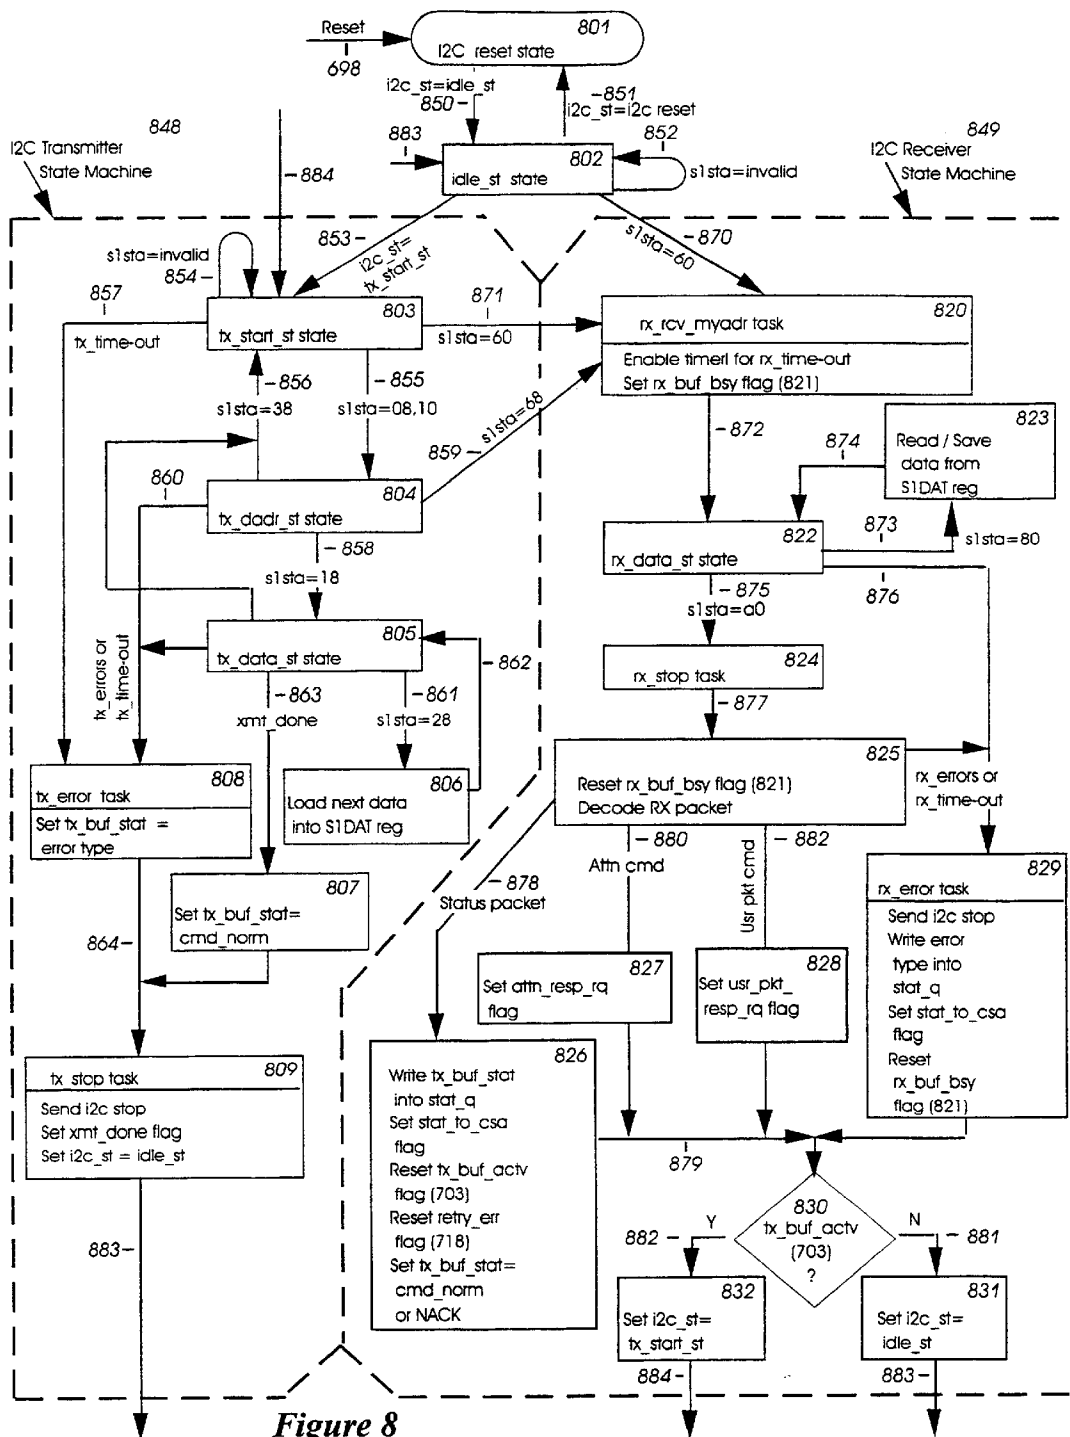 Reset
698
801
I2C reset state
i2c_st=idle_st
850
851
i2c_st=i2c reset
848
I2C Transmitter
State Machine
884
883
802
idle_st state
852
s1sta=invalid
849
I2C Receiver
State Machine
853
i2c_st=
tx_start_st
870
s1sta=60
s1sta=invalid
854
857
tx_time-out
803
tx_start_st state
871
s1sta=60
820
rx_rcv_myadr task
Enable timer1 for rx_time-out
Set rx_buf_bsy flag (821)
856
s1sta=38
855
s1sta=08,10
859
s1sta=68
872
874
823
Read / Save
data from
S1DAT reg
860
804
tx_dadr_st state
858
s1sta=18
822
rx_data_st state
873
s1sta=80
876
875
s1sta=a0
805
tx_data_st state
862
824
rx_stop task
877
tx_errors or
tx_time-out
863
xmt_done
861
s1sta=28
808
tx_error task
Set tx_buf_stat =
error type
806
Load next data
into S1DAT reg
825
Reset rx_buf_bsy flag (821)
Decode RX packet
rx_errors or
rx_time-out
880
Attn cmd
882
Usr pkt cmd
878
Status packet
807
Set tx_buf_stat=
cmd_norm
864
829
rx_error task
Send i2c stop
Write error
type into
stat_q
Set stat_to_csa
flag
Reset
rx_buf_bsy
flag (821)
827
Set attn_resp_rq
flag
828
Set usr_pkt_
resp_rq flag
809
tx_stop task
Send i2c stop
Set xmt_done flag
Set i2c_st = idle_st
826
Write tx_buf_stat
into stat_q
Set stat_to_csa
flag
Reset tx_buf_actv
flag (703)
Reset retry_err
flag (718)
Set tx_buf_stat=
cmd_norm
or NACK
879
830
tx_buf_actv
(703)
?
Y
N
882
881
883
832
Set i2c_st=
tx_start_st
831
Set i2c_st=
idle_st
884
883
Figure 8